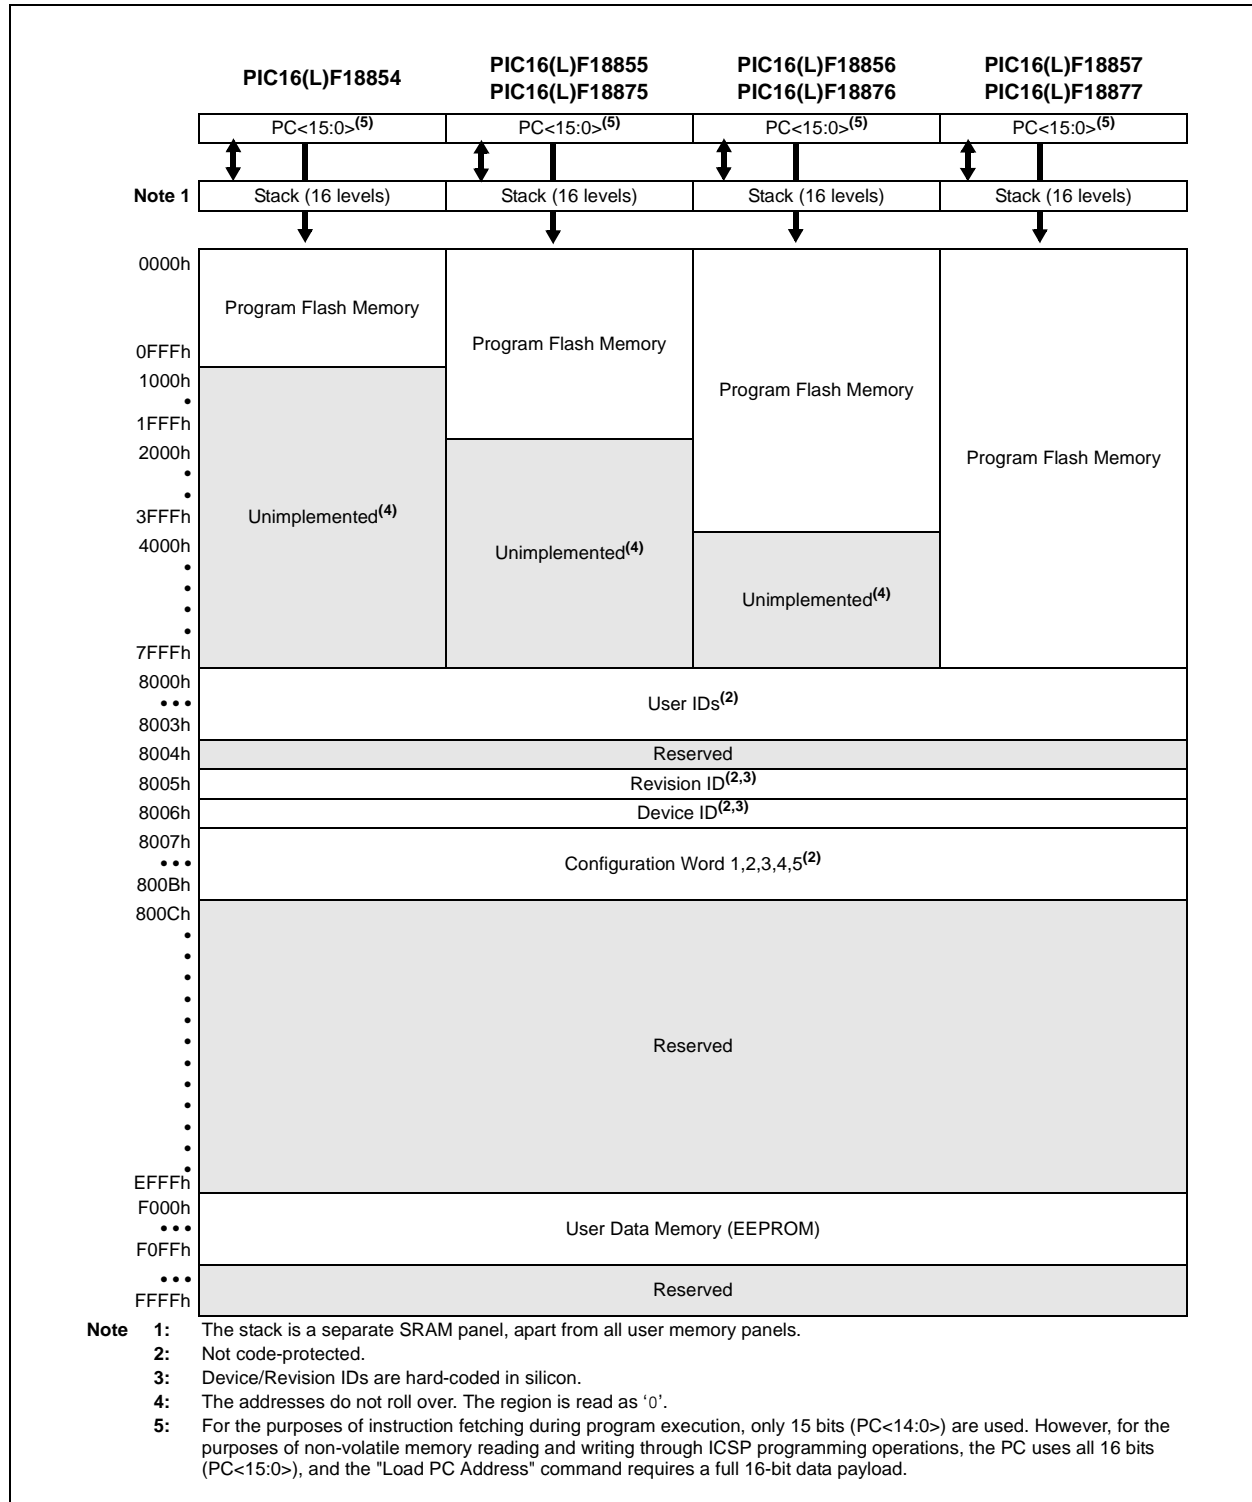 PIC16(L)F18854
PIC16(L)F18855
PIC16(L)F18875
PIC16(L)F18856
PIC16(L)F18876
PIC16(L)F18857
PIC16(L)F18877
PC<15:0>(5)
PC<15:0>(5)
PC<15:0>(5)
PC<15:0>(5)
Note 1
Stack (16 levels)
Stack (16 levels)
Stack (16 levels)
Stack (16 levels)
0000h
Program Flash Memory
0FFFh
Program Flash Memory
1000h
•
Program Flash Memory
1FFFh
2000h
Program Flash Memory
•
•
3FFFh
Unimplemented(4)
4000h
Unimplemented(4)
•
•
Unimplemented(4)
•
•
7FFFh
8000h
•••
User IDs(2)
8003h
8004h
Reserved
8005h
Revision ID(2,3)
8006h
Device ID(2,3)
8007h
•••
Configuration Word 1,2,3,4,5(2)
800Bh
800Ch
•
•
•
•
•
•
Reserved
•
•
•
•
•
•
EFFFh
F000h
•••
User Data Memory (EEPROM)
F0FFh
•••
Reserved
FFFFh
Note 1: The stack is a separate SRAM panel, apart from all user memory panels.
2: Not code-protected.
3: Device/Revision IDs are hard-coded in silicon.
4: The addresses do not roll over. The region is read as ‘0’.
5: For the purposes of instruction fetching during program execution, only 15 bits (PC<14:0>) are used. However, for the
purposes of non-volatile memory reading and writing through ICSP programming operations, the PC uses all 16 bits
(PC<15:0>), and the "Load PC Address" command requires a full 16-bit data payload.